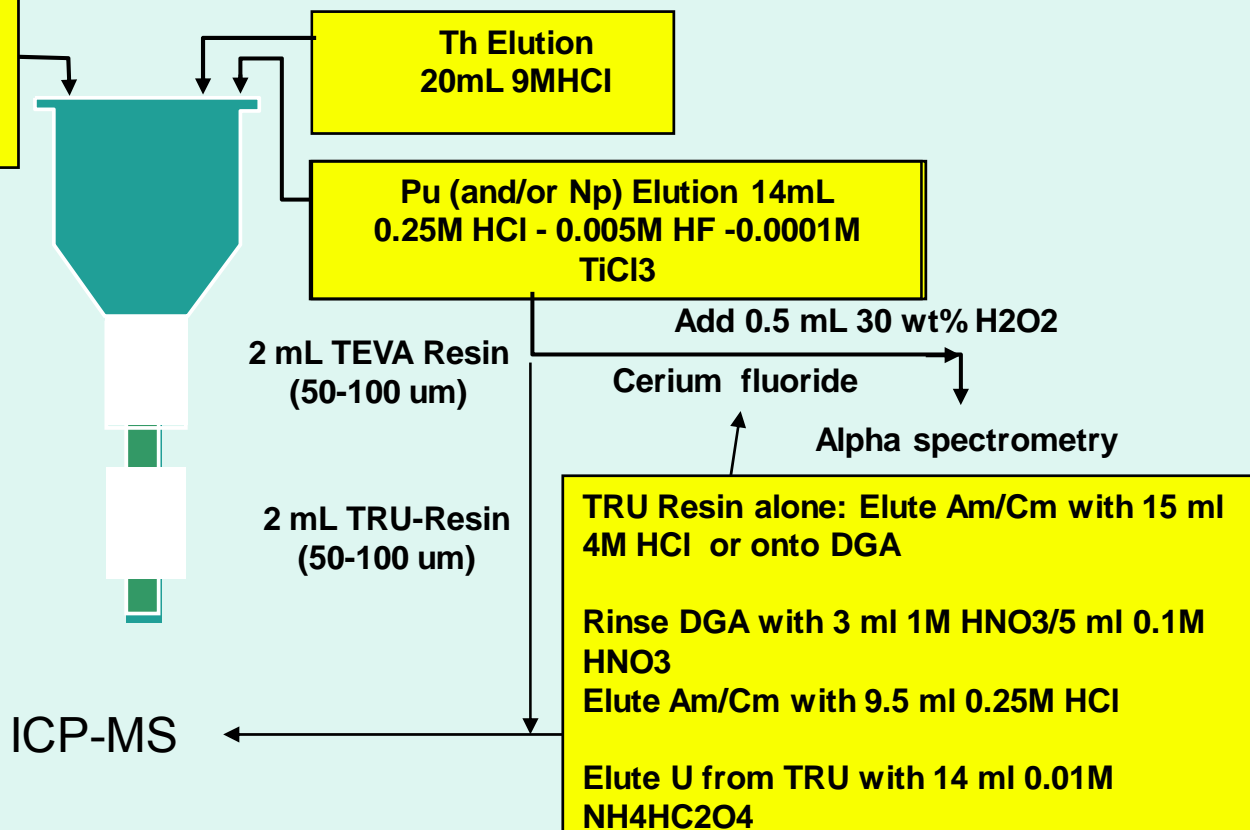 Th Elution
20mL 9MHCl
Pu (and/or Np) Elution 14mL
0.25M HCl - 0.005M HF -0.0001M
TiCl3
Add 0.5 mL 30 wt% H2O2
2 mL TEVA Resin
(50-100 um)
Cerium fluoride
Alpha spectrometry
2 mL TRU-Resin
(50-100 um)
TRU Resin alone: Elute Am/Cm with 15 ml
4M HCl or onto DGA
Rinse DGA with 3 ml 1M HNO3/5 ml 0.1M
HNO3
Elute Am/Cm with 9.5 ml 0.25M HCl
Elute U from TRU with 14 ml 0.01M
NH4HC2O4
ICP-MS